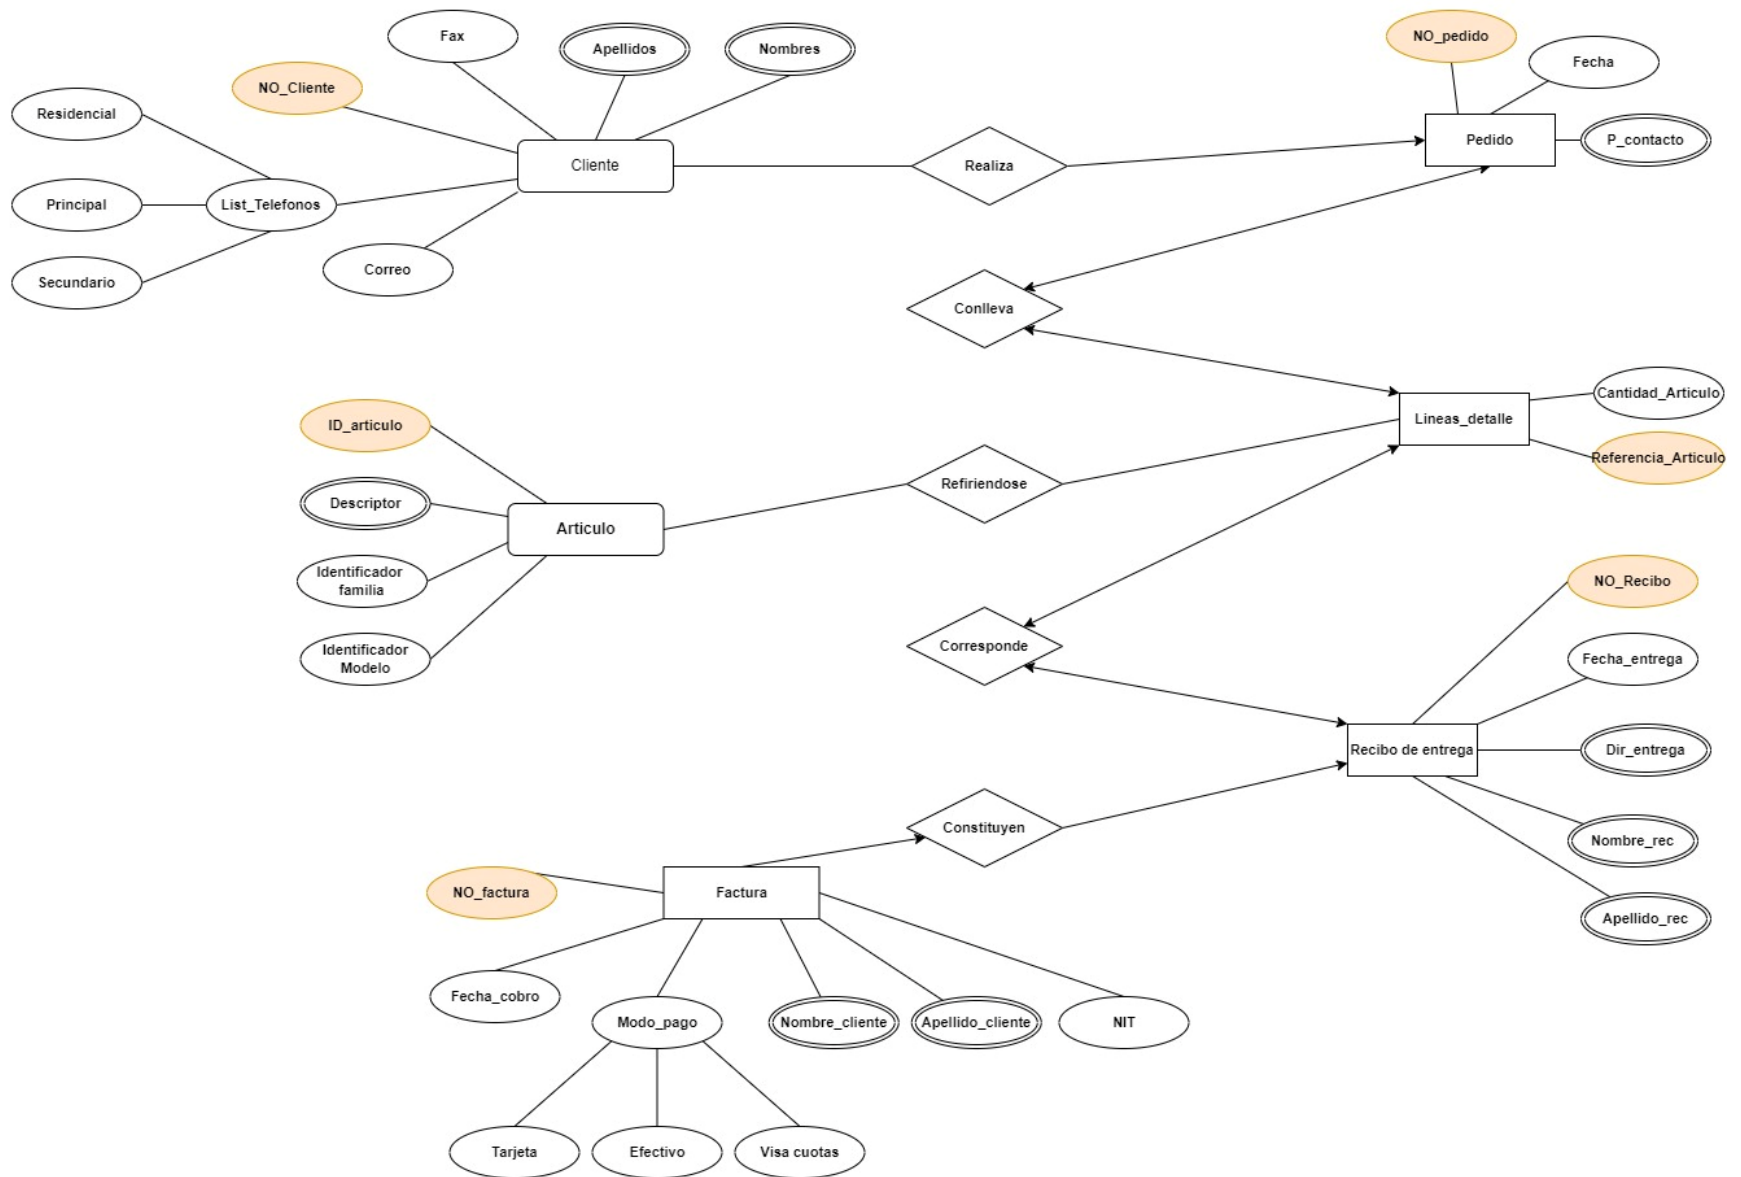 Fax
Apellidos
Nombres
NO_Cliente
Residencial
Cliente
Principal
List_Telefonos
Secundario
Correo
Realiza
NO_pedido
Fecha
Pedido
P_contacto
Conlleva
Cantidad_Articulo
Lineas_detalle
Referencia_Articulo
ID_articulo
Descriptor
Articulo
Identificador
familia
Identificador
Modelo
Refiriendose
Corresponde
NO_Recibo
Fecha_entrega
Recibo de entrega
Dir_entrega
Nombre_rec
Apellido_rec
Constituyen
NO_factura
Factura
Fecha_cobro
Modo_pago
Nombre_cliente
Apellido_cliente
NIT
Tarjeta
Efectivo
Visa cuotas